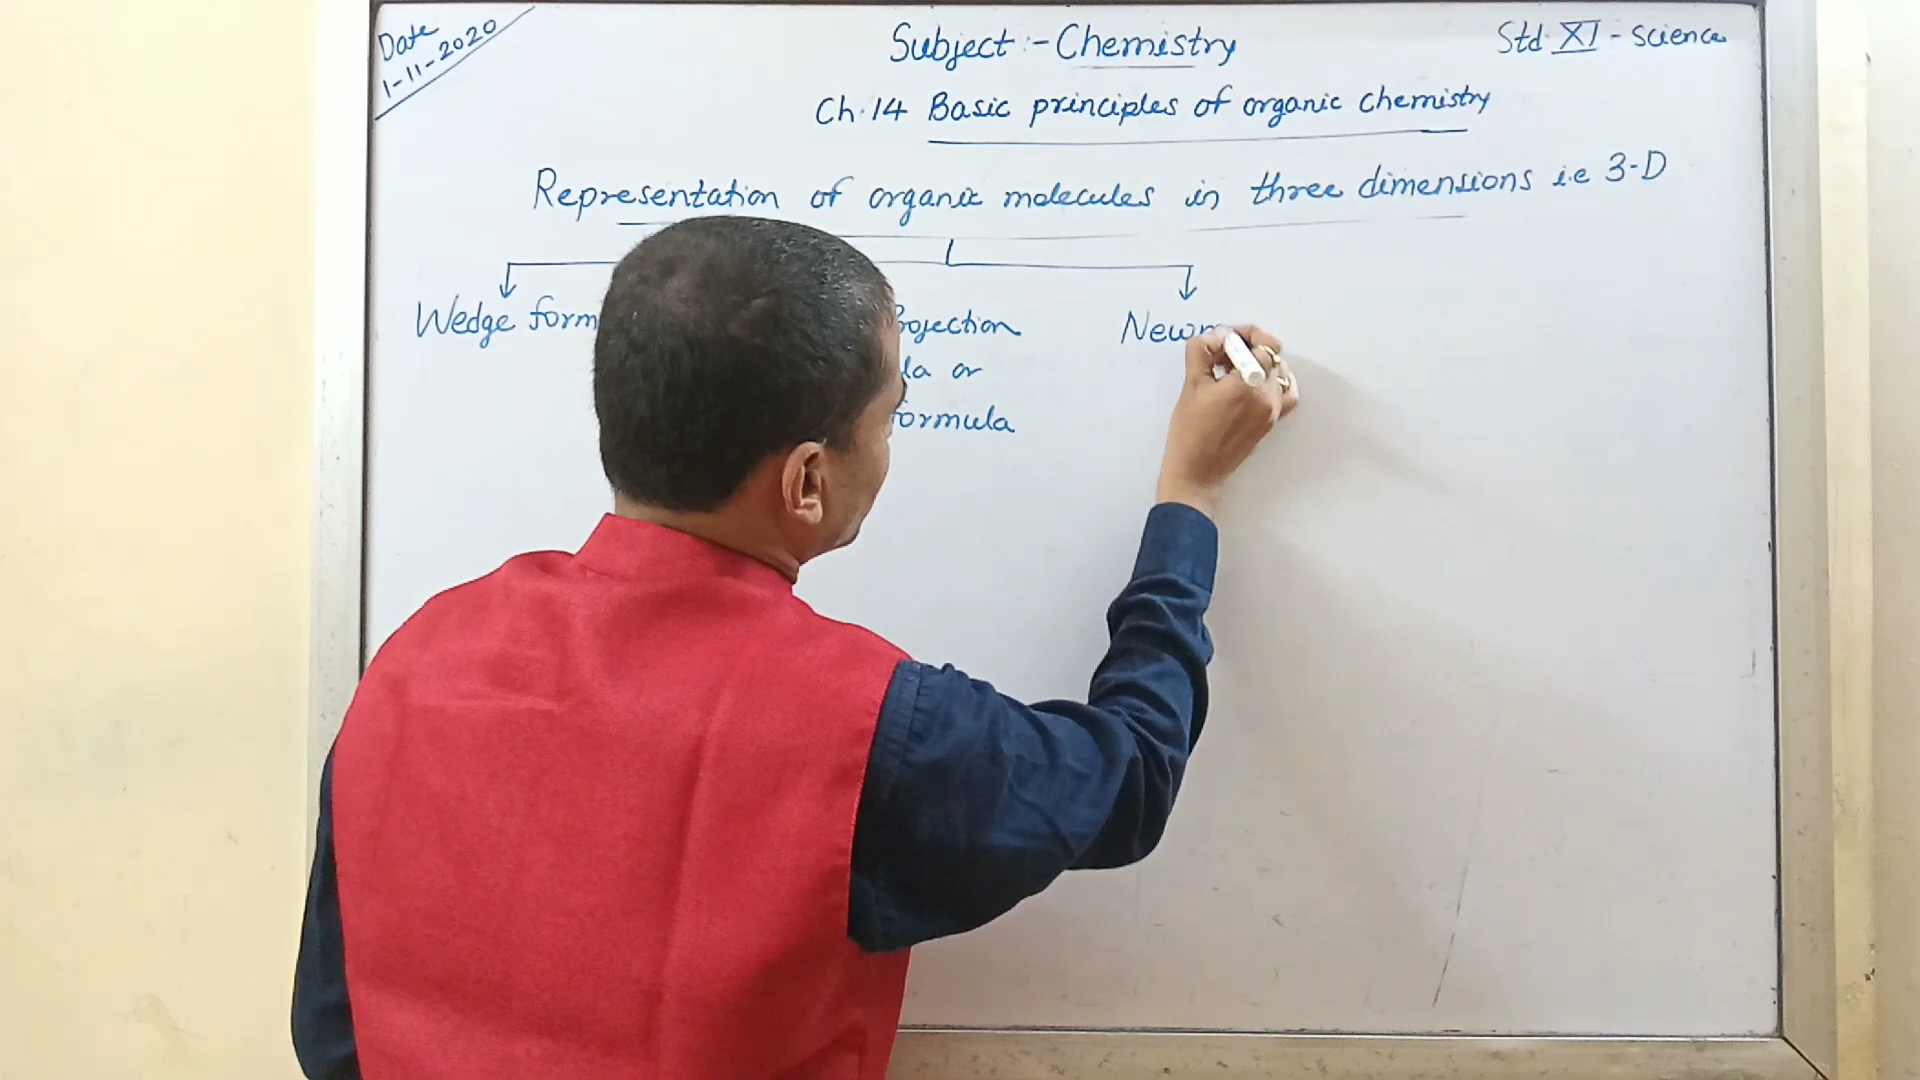 Date
1-11-2020
Subject :- Chemistry
Std. XI - Science
Ch. 14 Basic principles of organic chemistry
Representation of organic molecules in three dimensions i.e 3-D
Wedge form
rojection
la or
formula
New